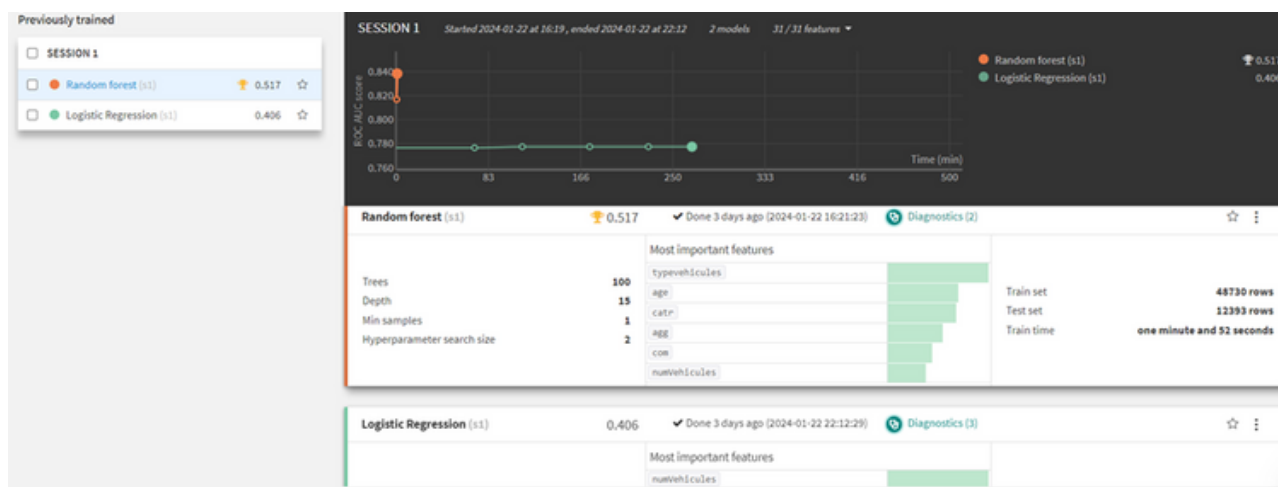 Previously trained
SESSION 1
Random forest (s1) 0.517
Logistic Regression (s1) 0.406
SESSION 1 Started 2024-01-22 at 16:19 , ended 2024-01-22 at 22:12 2 models 31 / 31 features
Random forest (s1) 0.517
Logistic Regression (s1) 0.406
ROC AUC score
0.840
0.820
0.800
0.780
0.760
Time (min)
0 83 166 250 333 416 500
Random forest (s1) 0.517 Done 3 days ago (2024-01-22 16:21:23) Diagnostics (2)
Trees 100
Depth 15
Min samples 1
Hyperparameter search size 2
Most important features
typevehicules
age
catr
agg
com
numVehicules
Train set 48730 rows
Test set 12393 rows
Train time one minute and 52 seconds
Logistic Regression (s1) 0.406 Done 3 days ago (2024-01-22 22:12:29) Diagnostics (3)
Most important features
numVehicules